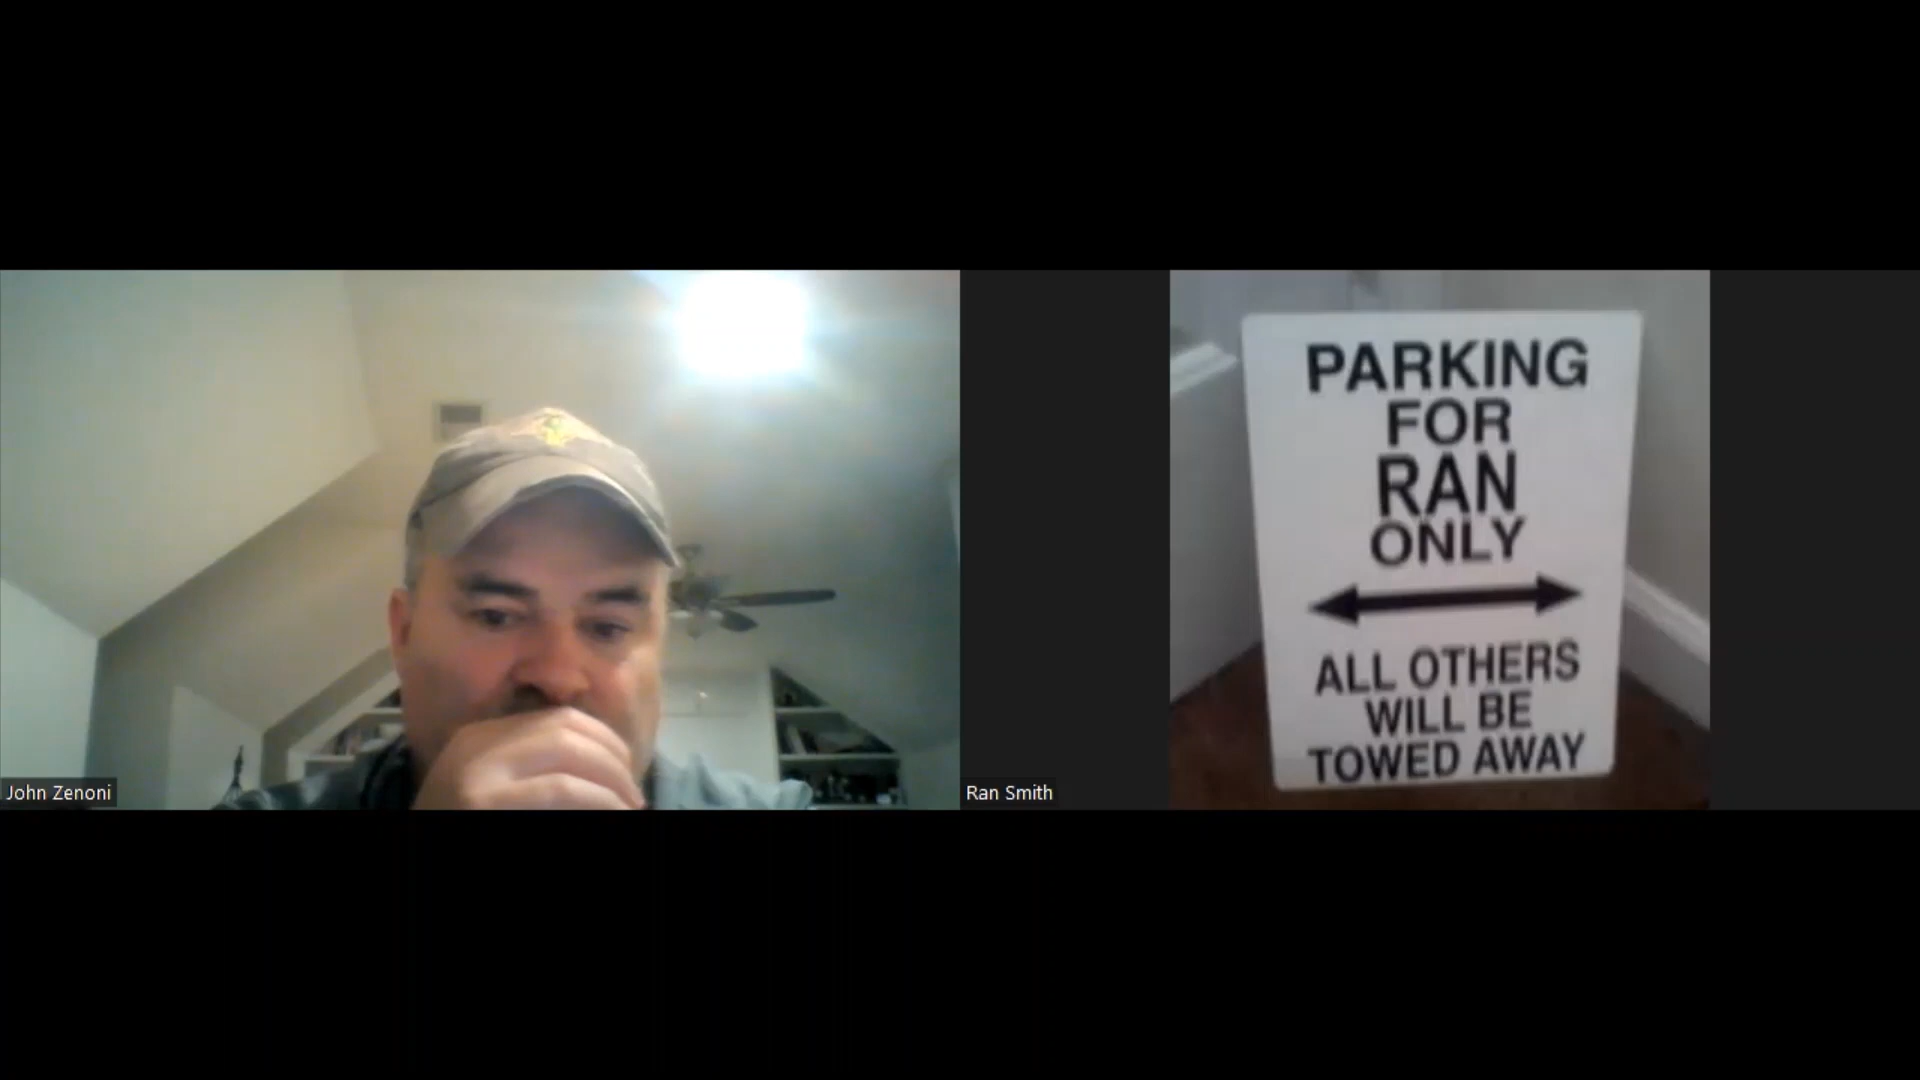 John Zenoni
PARKING
FOR
RAN
ONLY
ALL OTHERS
WILL BE
TOWED AWAY
Ran Smith